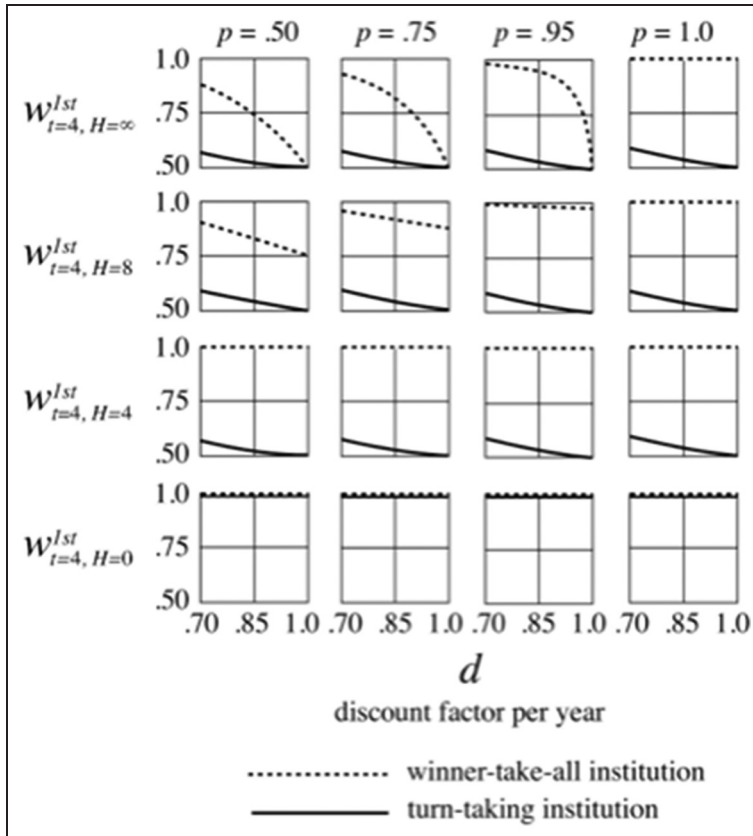 p = .50 p = .75 p = .95 p = 1.0
1.0
w^{1st}_{t=4, H=∞} .75
.50
1.0
w^{1st}_{t=4, H=8} .75
.50
1.0
w^{1st}_{t=4, H=4} .75
.50
1.0
w^{1st}_{t=4, H=0} .75
.50
.70 .85 1.0 .70 .85 1.0 .70 .85 1.0 .70 .85 1.0
d
discount factor per year
winner-take-all institution
turn-taking institution